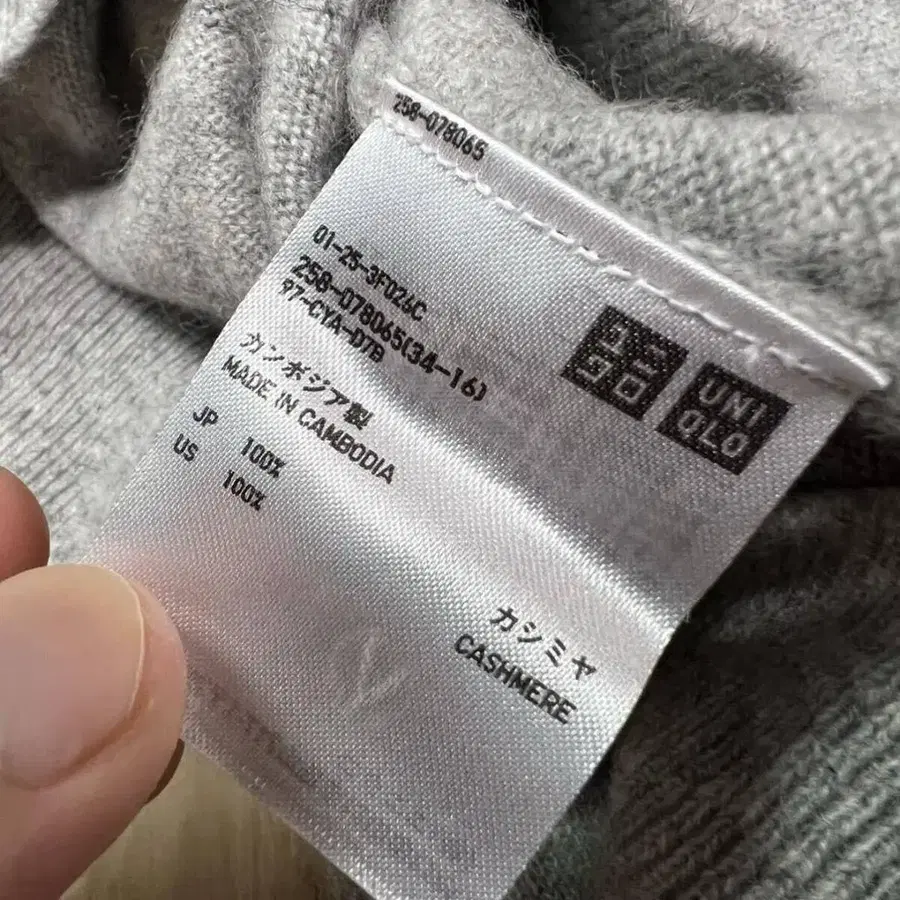 258-078065
ユニ
クロ
UNI
QLO
01-25-3F026C
258-078065(34-16)
97-CYA-07B
カンボジア製
MADE IN CAMBODIA
JP 100% カシミヤ
US 100% CASHMERE